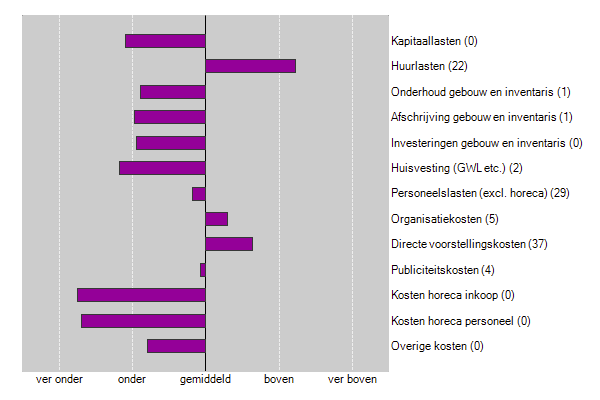 Kapitaallasten (0)
Huurlasten (22)
Onderhoud gebouw en inventaris (1)
Afschrijving gebouw en inventaris (1)
Investeringen gebouw en inventaris (0)
Huisvesting (GWL etc.) (2)
Personeelslasten (excl. horeca) (29)
Organisatiekosten (5)
Directe voorstellingskosten (37)
Publiciteitskosten (4)
Kosten horeca inkoop (0)
Kosten horeca personeel (0)
Overige kosten (0)
ver onder onder gemiddeld boven ver boven